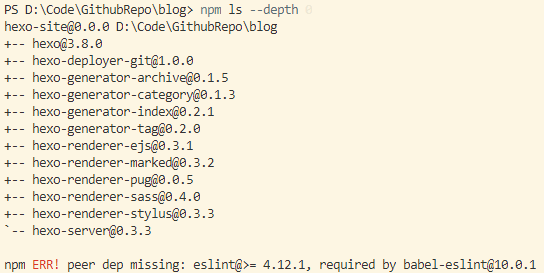 PS D:\Code\GithubRepo\blog> npm ls --depth 0
hexo-site@0.0.0 D:\Code\GithubRepo\blog
+-- hexo@3.8.0
+-- hexo-deployer-git@1.0.0
+-- hexo-generator-archive@0.1.5
+-- hexo-generator-category@0.1.3
+-- hexo-generator-index@0.2.1
+-- hexo-generator-tag@0.2.0
+-- hexo-renderer-ejs@0.3.1
+-- hexo-renderer-marked@0.3.2
+-- hexo-renderer-pug@0.0.5
+-- hexo-renderer-sass@0.4.0
+-- hexo-renderer-stylus@0.3.3
`-- hexo-server@0.3.3
npm ERR! peer dep missing: eslint@>= 4.12.1, required by babel-eslint@10.0.1